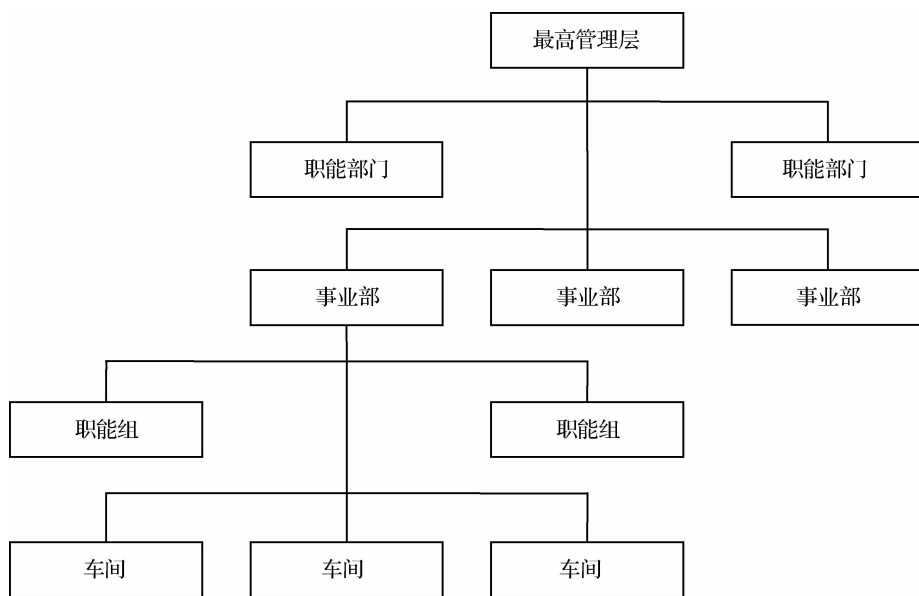 最高管理层
职能部门
职能部门
事业部
事业部
事业部
职能组
职能组
车间
车间
车间